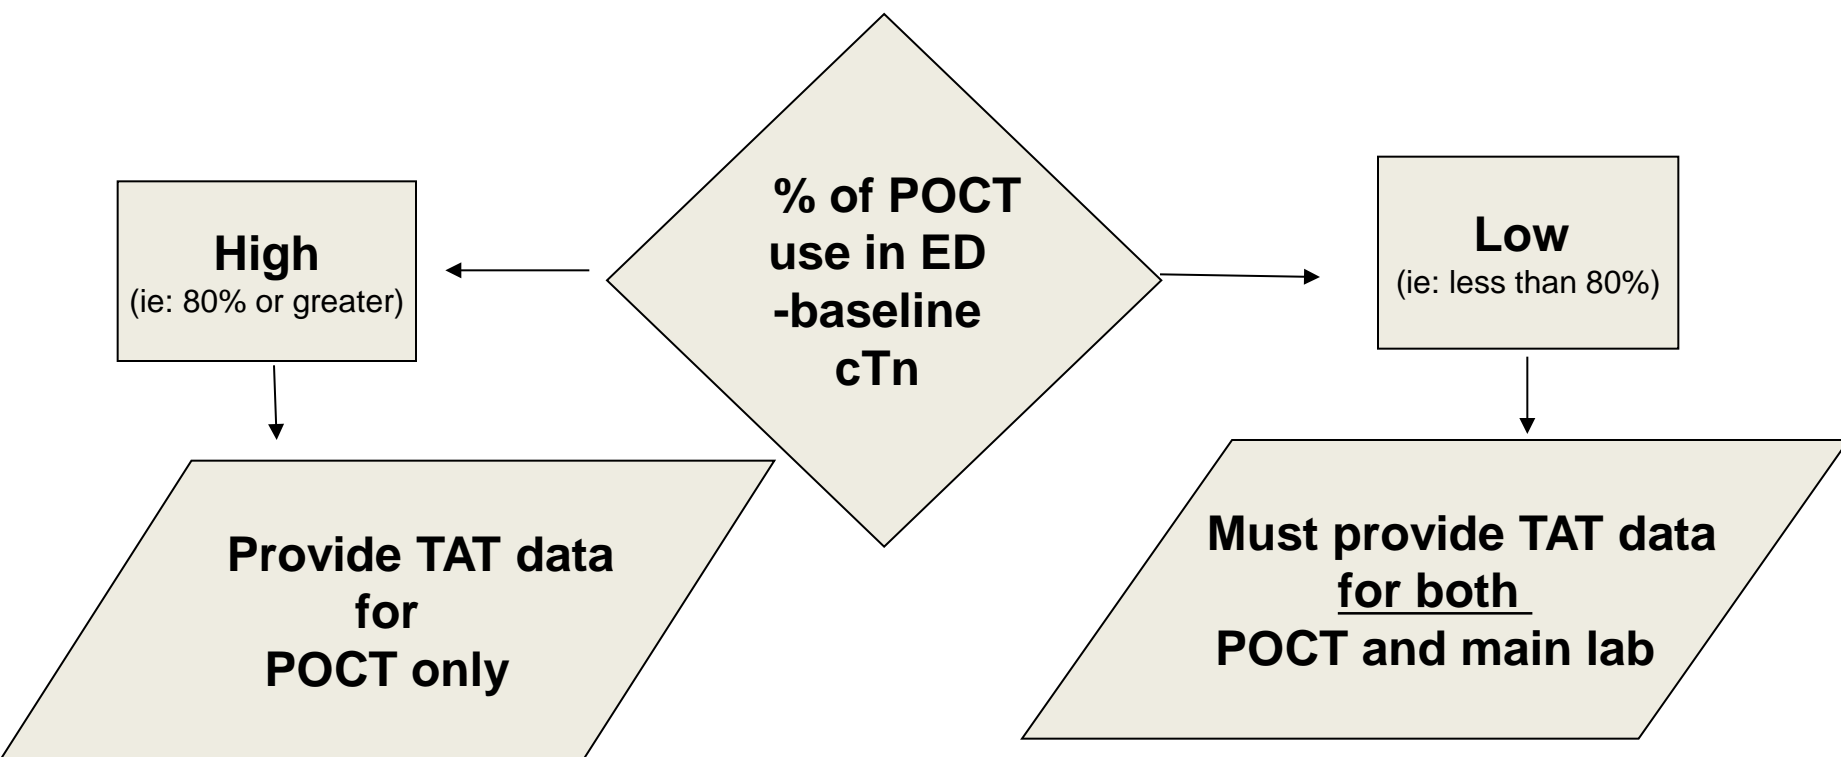 % of POCT
use in ED
-baseline
cTn
High
(ie: 80% or greater)
Low
(ie: less than 80%)
Provide TAT data
for
POCT only
Must provide TAT data
for both
POCT and main lab